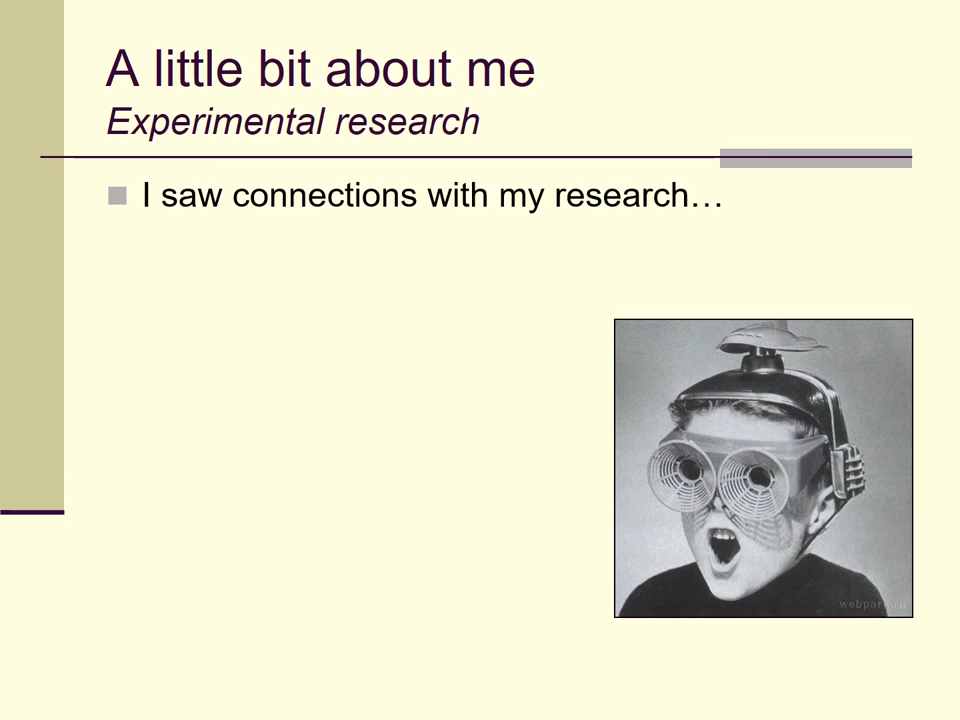 A little bit about me
Experimental research
I saw connections with my research…